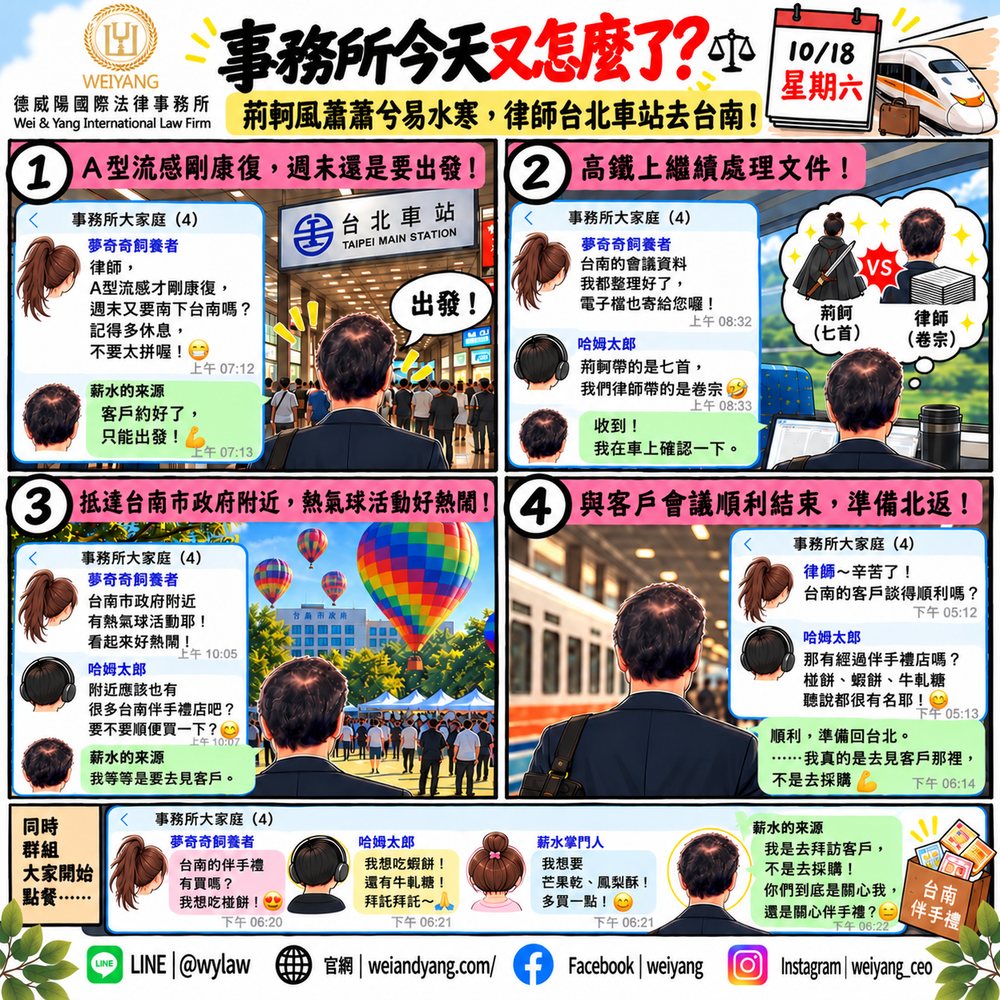 WEIYANG
德威陽國際法律事務所
Wei & Yang International Law Firm
事務所今天又怎麼了?
荊軻風蕭蕭兮易水寒，律師台北車站去台南！
10/18
星期六
1
A型流感剛康復，週末還是要出發！
事務所大家庭（4）
夢奇奇飼養者
律師，
A型流感才剛康復，
週末又要南下台南嗎？
記得多休息，
不要太拼喔！😁
上午 07:12
薪水的來源
客戶約好了，
只能出發！💪
上午 07:13
台北車站
TAIPEI MAIN STATION
出發！
2
高鐵上繼續處理文件！
事務所大家庭（4）
夢奇奇飼養者
台南的會議資料
我都整理好了，
電子檔也寄給您囉！
上午 08:32
哈姆太郎
荊軻帶的是七首，
我們律師帶的是卷宗🤣
上午 08:33
收到！
我在車上確認一下。
VS
荊軻
（七首）
律師
（卷宗）
3
抵達台南市政府附近，熱氣球活動好熱鬧！
事務所大家庭（4）
夢奇奇飼養者
台南市政府附近
有熱氣球活動耶！
看起來好熱鬧！
上午 10:05
哈姆太郎
附近應該也有
很多台南伴手禮店吧？
要不要順便買一下？😊
上午 10:07
薪水的來源
我等等是要去見客戶。
台南市政府
4
與客戶會議順利結束，準備北返！
事務所大家庭（4）
律師～辛苦了！
台南的客戶談得順利嗎？
下午 05:12
哈姆太郎
那有經過伴手禮店嗎？
椪餅、蝦餅、牛軋糖
聽說都很有名耶！😊
下午 05:13
順利，準備回台北。
⋯⋯我真的是去見客戶那裡，
不是去採購💪
下午 06:14
同時
群組
大家開始
點餐⋯⋯
事務所大家庭（4）
夢奇奇飼養者
台南的伴手禮
有買嗎？
我想吃椪餅！😍
下午 06:20
哈姆太郎
我想吃蝦餅！
還有牛軋糖！
拜託拜託～🙏
下午 06:21
薪水掌門人
我想要
芒果乾、鳳梨酥！
多買一點！😊
下午 06:21
薪水的來源
我是去拜訪客戶，
不是去採購！
你們到底是關心我，
還是關心伴手禮？😑
下午 06:22
台南
伴手禮
LINE
LINE | @wylaw
官網 | weiandyang.com/
Facebook | weiyang
Instagram | weiyang_ceo